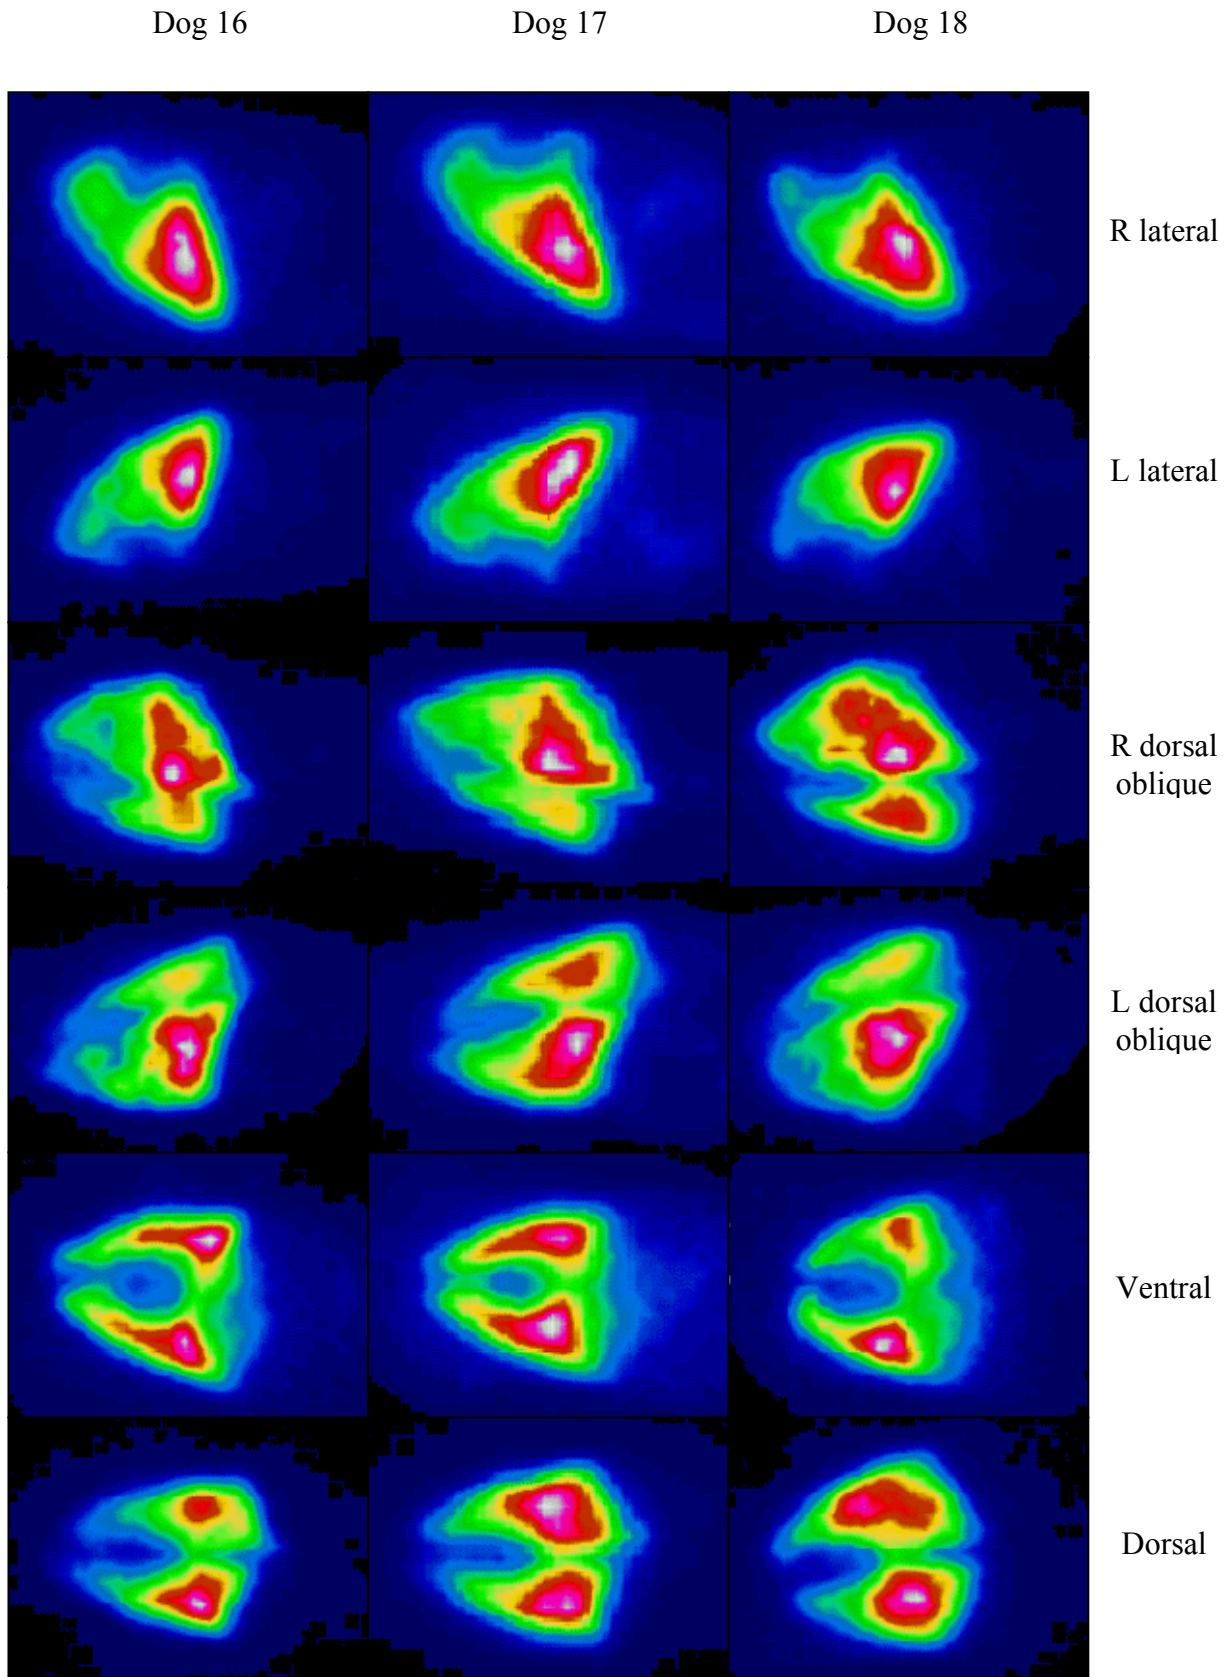 Dog 16 Dog 17 Dog 18
R lateral
L lateral
R dorsal
oblique
L dorsal
oblique
Ventral
Dorsal